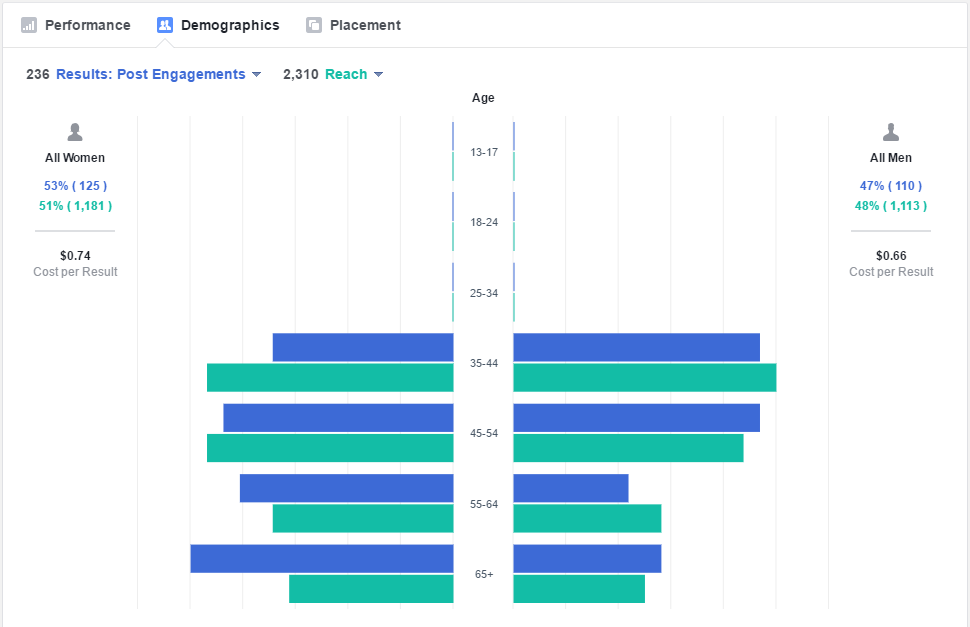 Performance Demographics Placement
236 Results: Post Engagements 2,310 Reach
Age
All Women
53% ( 125 )
51% ( 1,181 )
$0.74
Cost per Result
13-17
18-24
25-34
35-44
45-54
55-64
65+
All Men
47% ( 110 )
48% ( 1,113 )
$0.66
Cost per Result